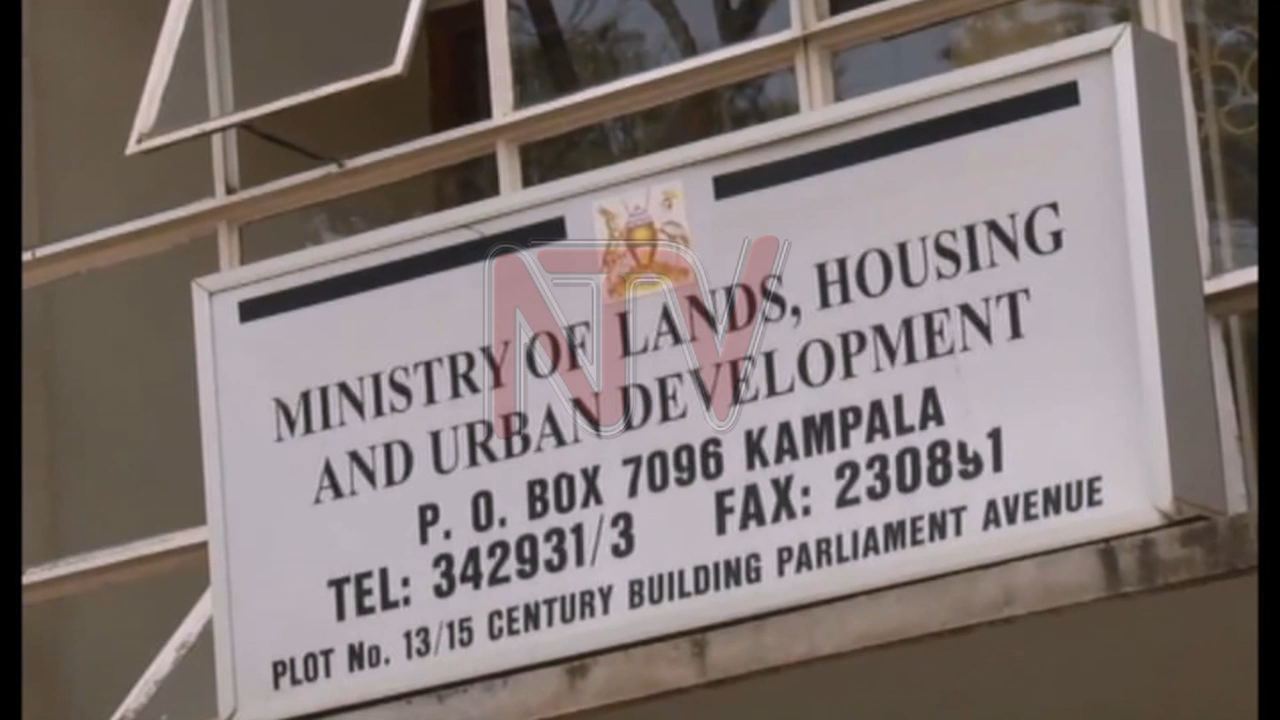 MINISTRY OF LANDS, HOUSING
AND URBAN DEVELOPMENT
P. O. BOX 7096 KAMPALA
TEL: 342931/3 FAX:
PLOT No. 13/15 CENTURY BUILDING PARLIAMENT AVENUE
NTV